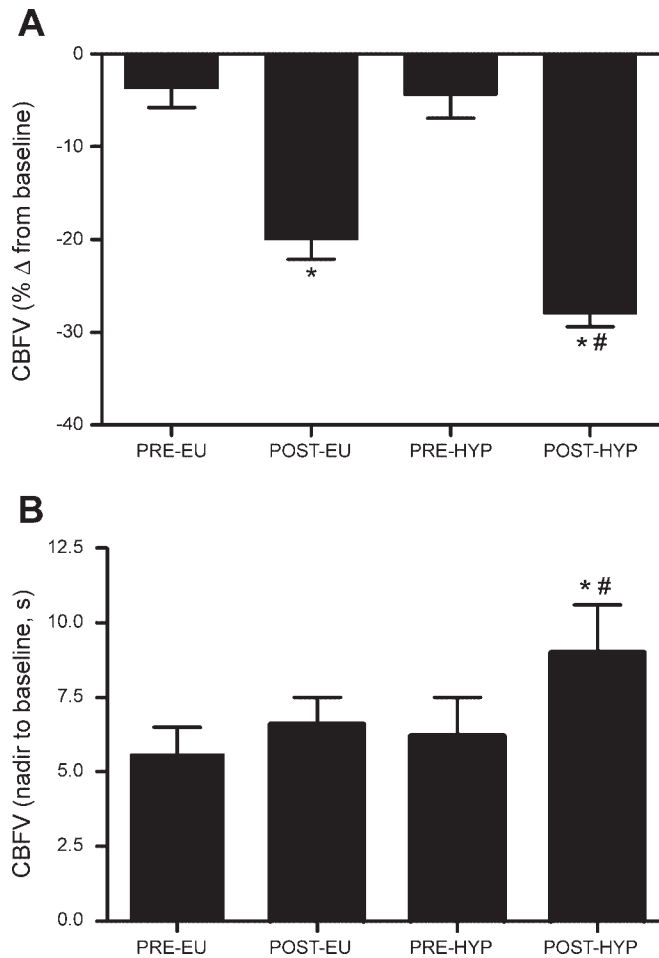 A
CBFV (% Δ from baseline)
-0
-10
-20
-30
-40
*
* #
PRE-EU POST-EU PRE-HYP POST-HYP
B
CBFV (nadir to baseline, s)
12.5
10.0
7.5
5.0
2.5
0.0
* #
PRE-EU POST-EU PRE-HYP POST-HYP